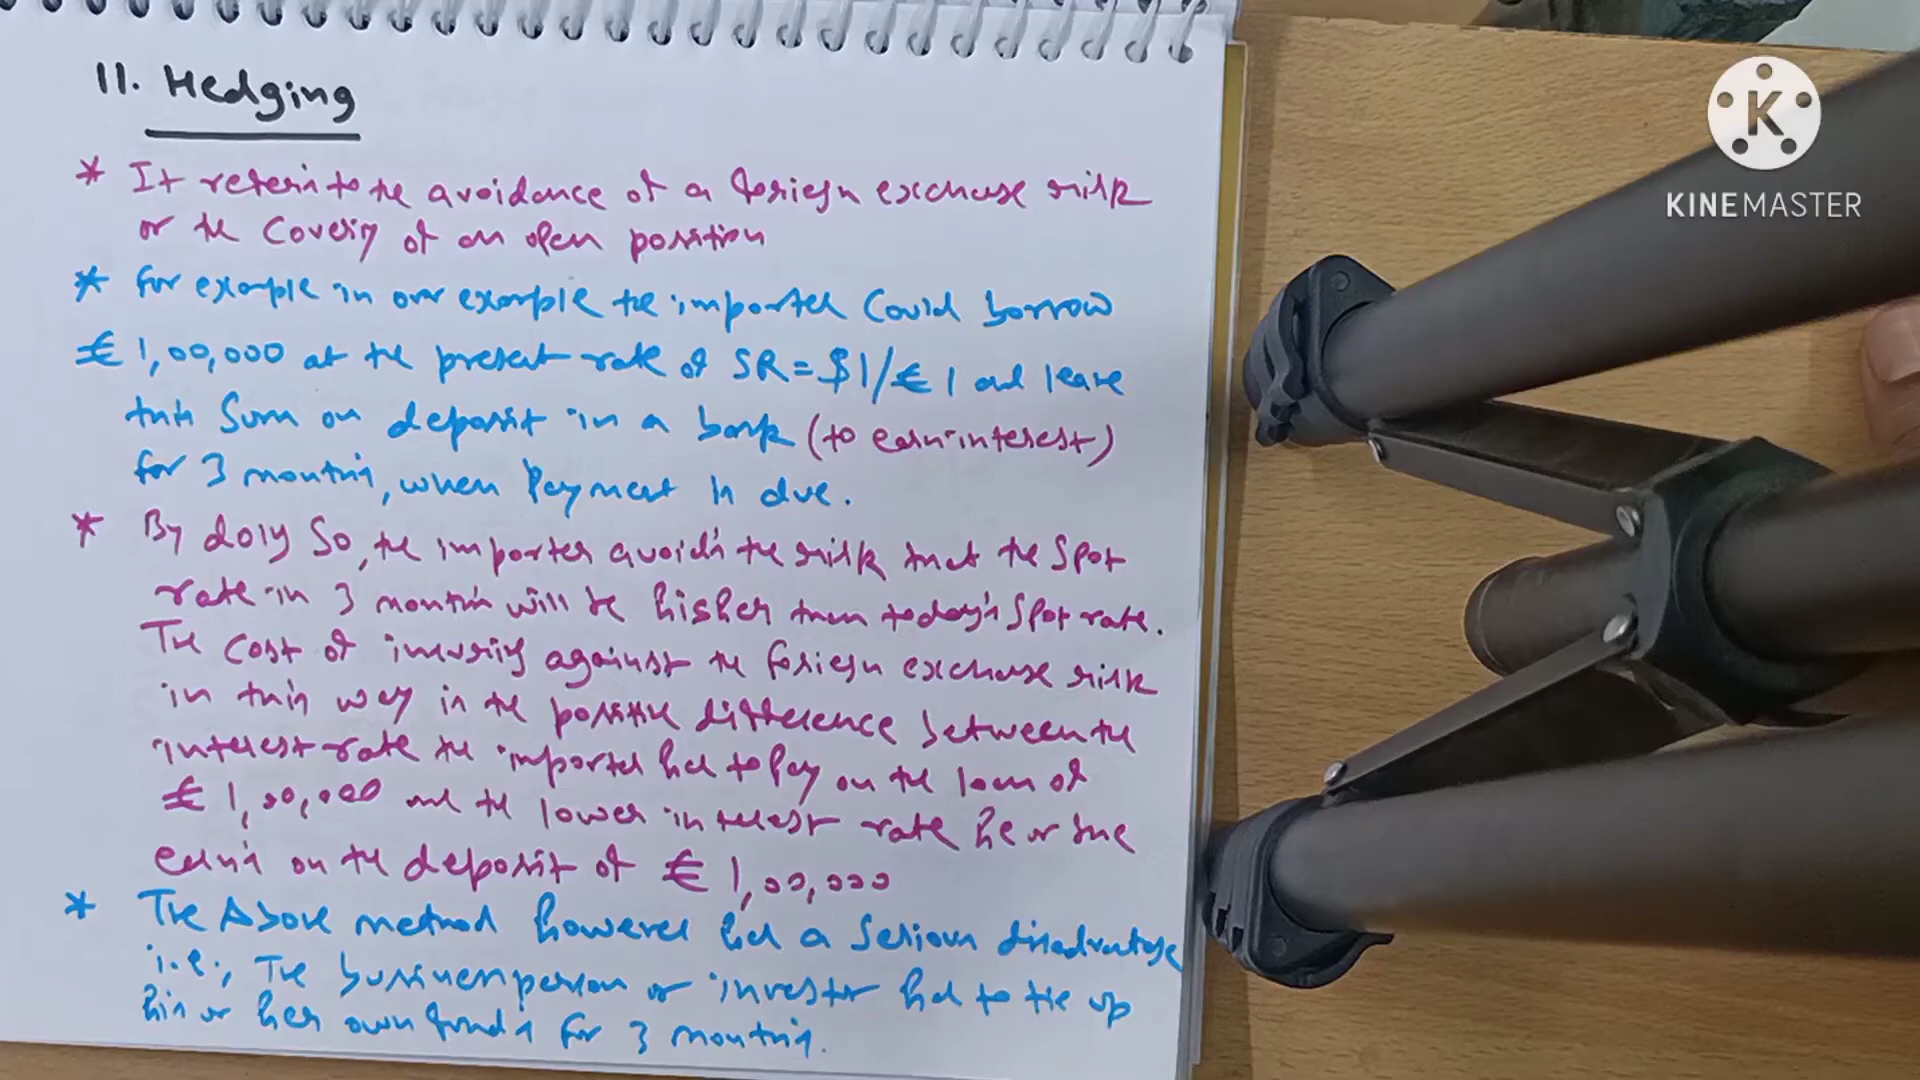 11. Hedging
* It refers to the avoidance of a foriegn exchange risk
or the Covering of an open position
* For example in our example the importer Could borrow
€ 1,00,000 at the present rate of SR = $1/€1 and leave
this Sum on deposit in a bank (to earn interest)
for 3 months, when Payment is due.
* By doing So, the importer avoids the risk that the Spot
rate in 3 months will be higher than today's Spot rate.
The Cost of insuring against the foriegn exchange risk
in this way is the positive difference between the
interest rate the importer has to Pay on the loan of
€ 1,00,000 and the lower interest rate he or she
earns on the deposit of € 1,00,000
* The Above method however has a Serious disadvantage
i.e., The businessperson or investor has to tie up
his or her own funds for 3 months.
K
KINEMASTER